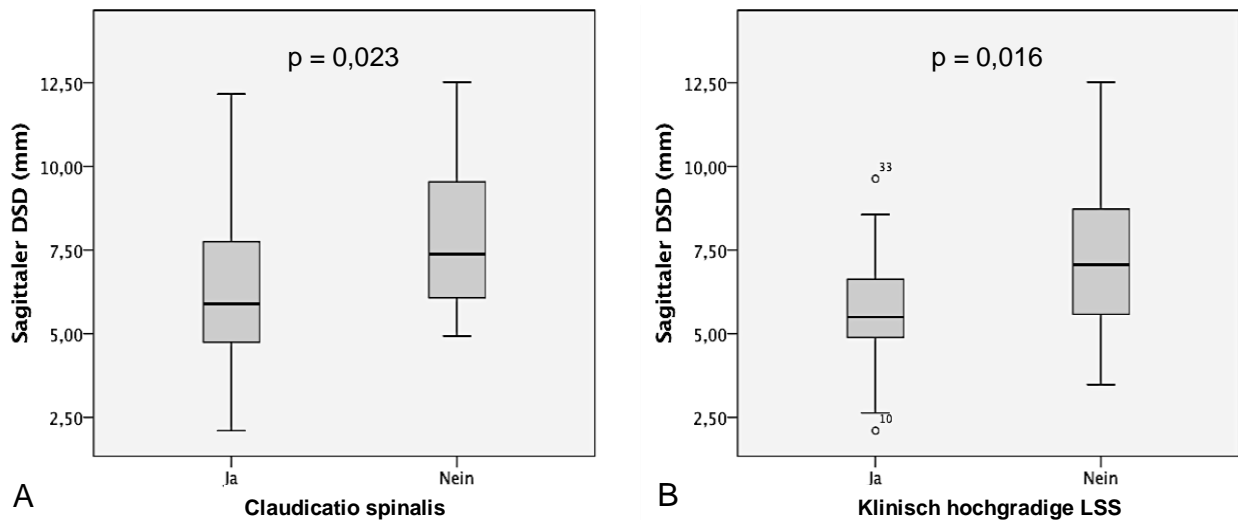 p = 0,023
12,50
10,00
7,50
5,00
2,50
Sagittaler DSD (mm)
Ja
Nein
Claudicatio spinalis
A
p = 0,016
12,50
10,00
7,50
5,00
2,50
Sagittaler DSD (mm)
33
10
Ja
Nein
Klinisch hochgradige LSS
B